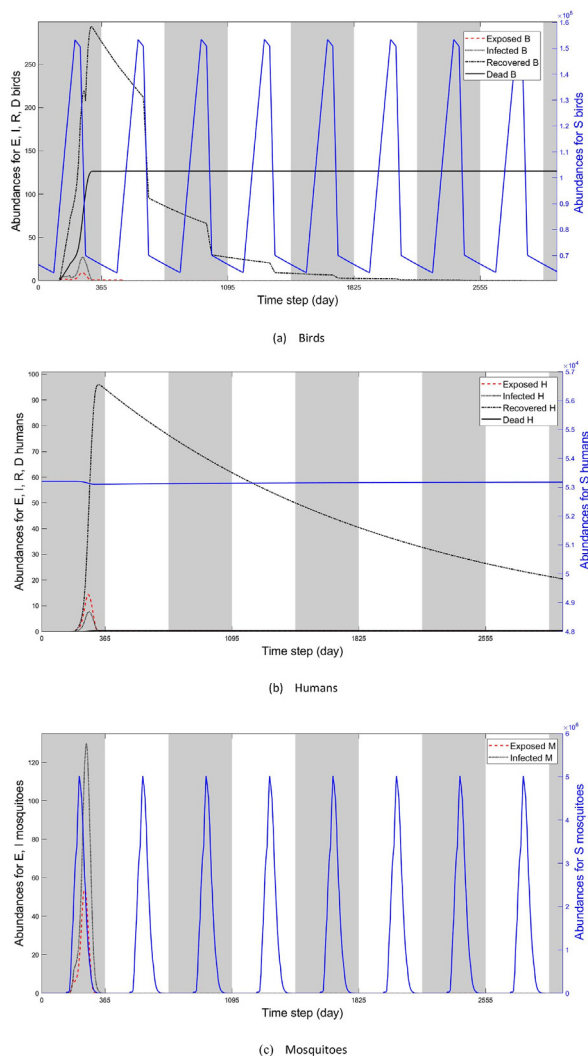 ×10⁵
Abundances for E, I, R, D birds
250
200
150
100
50
0
Exposed B
Infected B
Recovered B
Dead B
1.6
1.5
1.4
1.3
1.2
1.1
1
0.9
0.8
0.7
Abundances for S birds
0 365 1095 1825 2555
Time step (day)
(a) Birds
×10⁴
Abundances for E, I, R, D humans
100
90
80
70
60
50
40
30
20
10
0
Exposed H
Infected H
Recovered H
Dead H
5.7
5.6
5.5
5.4
5.3
5.2
5.1
5
4.9
4.8
Abundances for S humans
0 365 1095 1825 2555
Time step (day)
(b) Humans
Abundances for E, I mosquitoes
120
100
80
60
40
20
0
Exposed M
Infected M
6
5
4
3
2
1
0
Abundances for S mosquitoes
0 365 1095 1825 2555
Time step (day)
(c) Mosquitoes